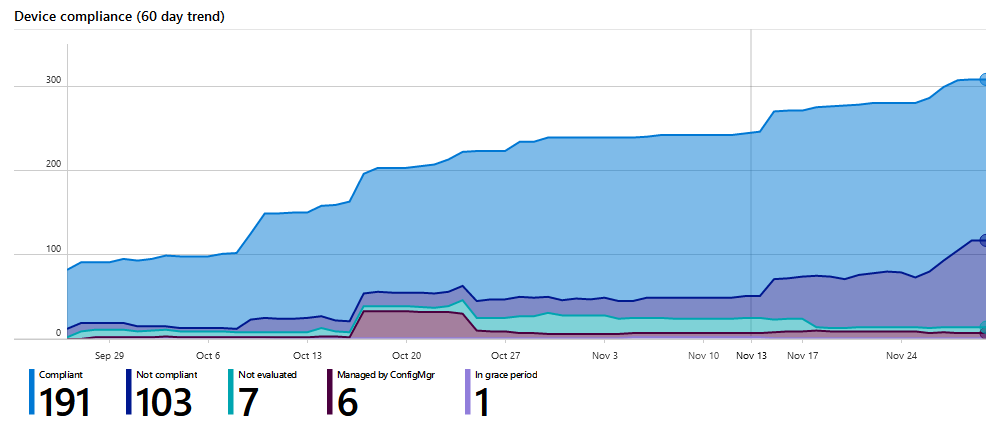 Device compliance (60 day trend)
300
200
100
0
Sep 29 Oct 6 Oct 13 Oct 20 Oct 27 Nov 3 Nov 10 Nov 13 Nov 17 Nov 24
Compliant Not compliant Not evaluated Managed by ConfigMgr In grace period
191 103 7 6 1